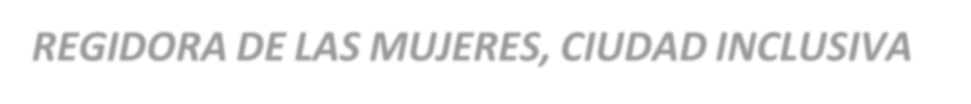 REGIDORA DE LAS MUJERES, CIUDAD INCLUSIVA